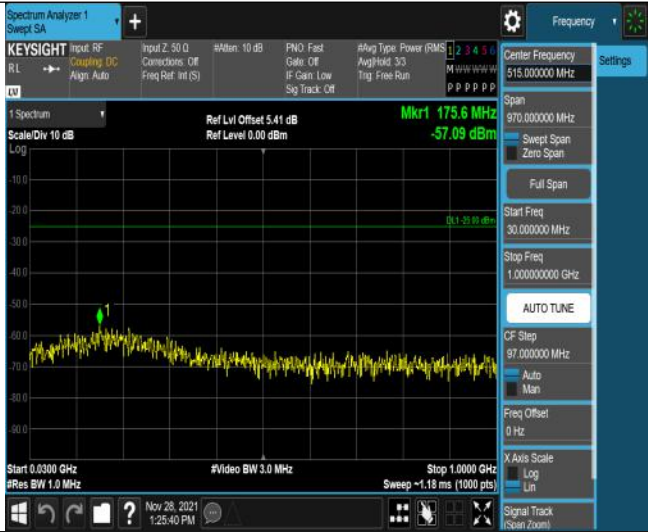 Spectrum Analyzer 1
Swept SA
+
Frequency
KEYSIGHT
RL
LV
Input: RF
Coupling: DC
Align: Auto
Input Z: 50 Ω
Corrections: Off
Freq Ref: Int (S)
#Atten: 10 dB
PNO: Fast
Gate: Off
IF Gain: Low
Sig Track: Off
#Avg Type: Power (RMS
Avg|Hold: 3/3
Trig: Free Run
1 2 3 4 5 6
M W W W W W
P P P P P P
Center Frequency
515.000000 MHz
Settings
1 Spectrum
Scale/Div 10 dB
Log
Ref Lvl Offset 5.41 dB
Ref Level 0.00 dBm
Mkr1 175.6 MHz
-57.09 dBm
Span
970.000000 MHz
Swept Span
Zero Span
Full Span
Start Freq
30.000000 MHz
Stop Freq
1.000000000 GHz
AUTO TUNE
CF Step
97.000000 MHz
Auto
Man
Freq Offset
0 Hz
X Axis Scale
Log
Lin
Signal Track
(Span Zoom)
-10.0
-20.0
DL1 -25.00 dBm
-30.0
-40.0
-50.0
1
-60.0
-70.0
-80.0
-90.0
Start 0.0300 GHz
#Res BW 1.0 MHz
#Video BW 3.0 MHz
Stop 1.0000 GHz
Sweep ~1.18 ms (1000 pts)
?
Nov 28, 2021
1:25:40 PM